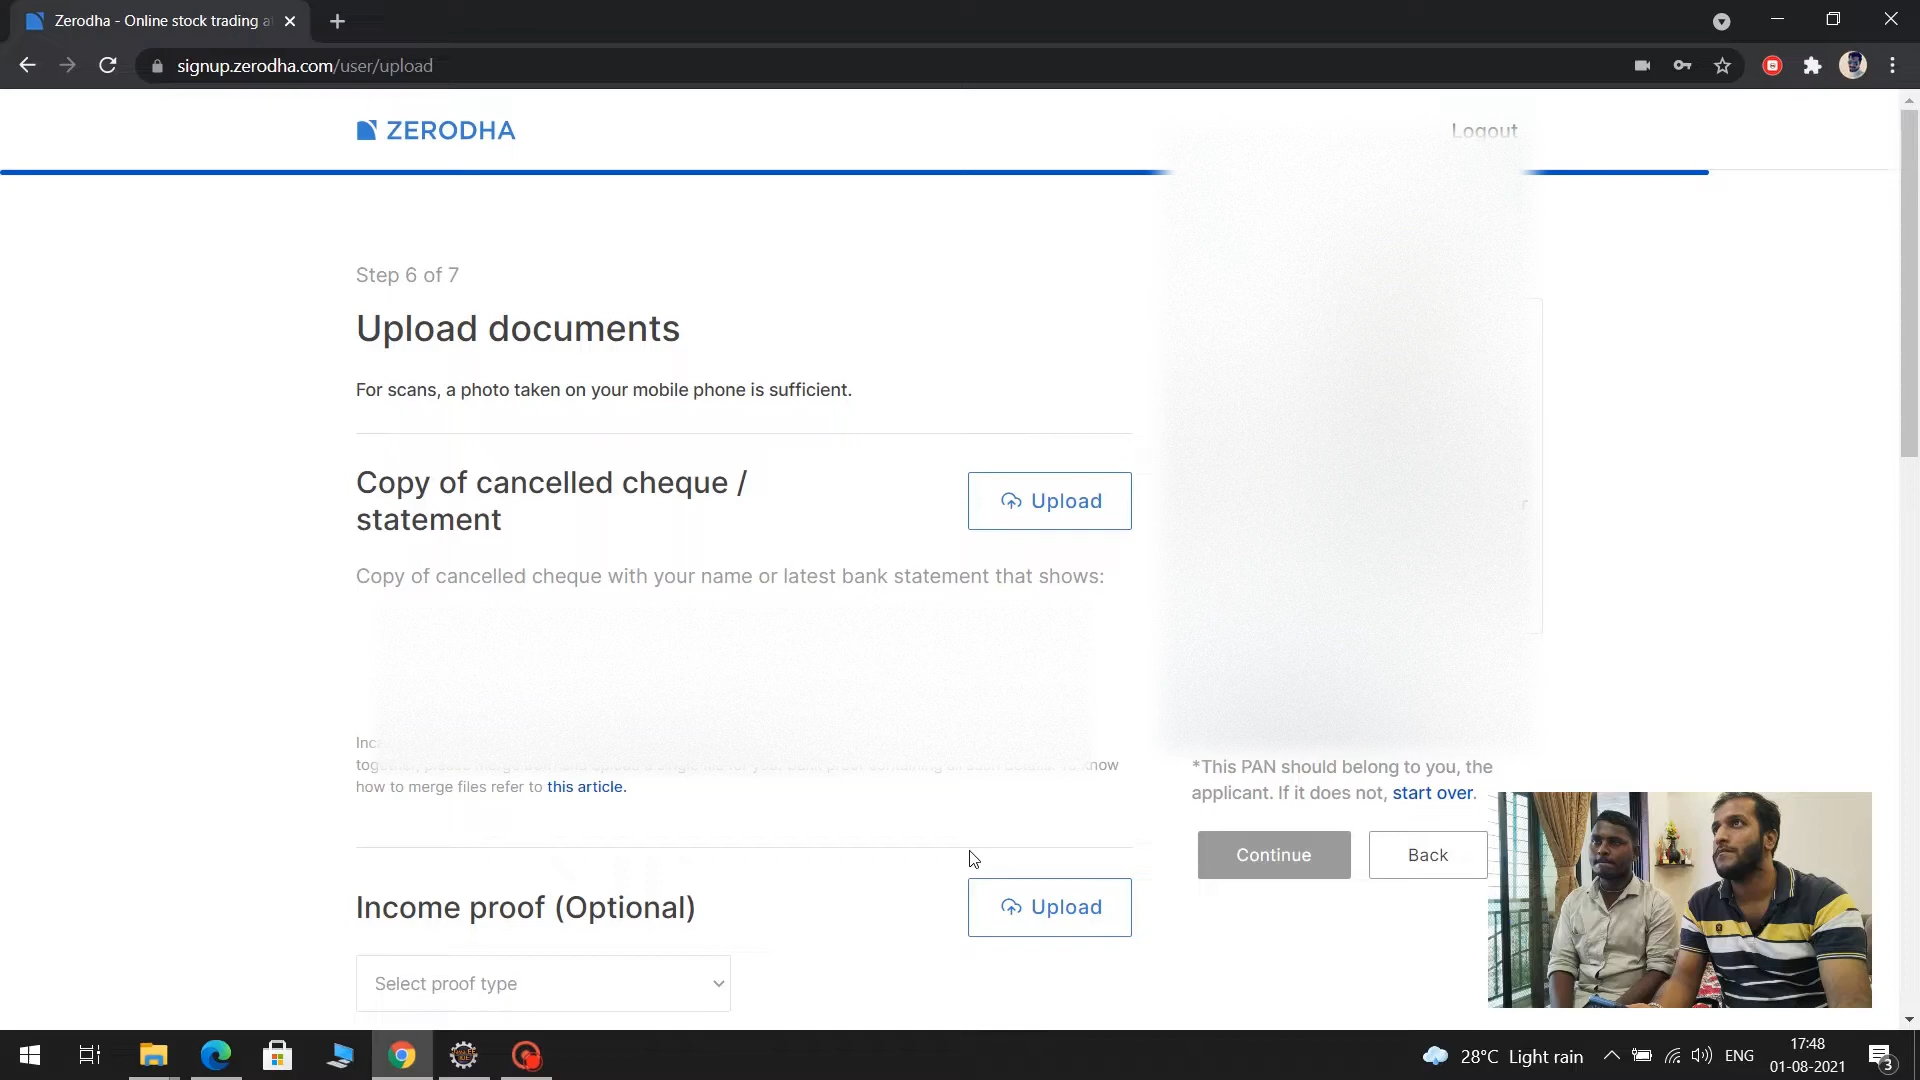 Zerodha - Online stock trading a
signup.zerodha.com/user/upload
ZERODHA
Logout
Step 6 of 7
Upload documents
For scans, a photo taken on your mobile phone is sufficient.
Copy of cancelled cheque /
statement
Upload
Copy of cancelled cheque with your name or latest bank statement that shows:
how to merge files refer to this article.
*This PAN should belong to you, the
applicant. If it does not, start over.
Continue
Back
Income proof (Optional)
Upload
Select proof type
28°C Light rain
ENG
17:48
01-08-2021
3